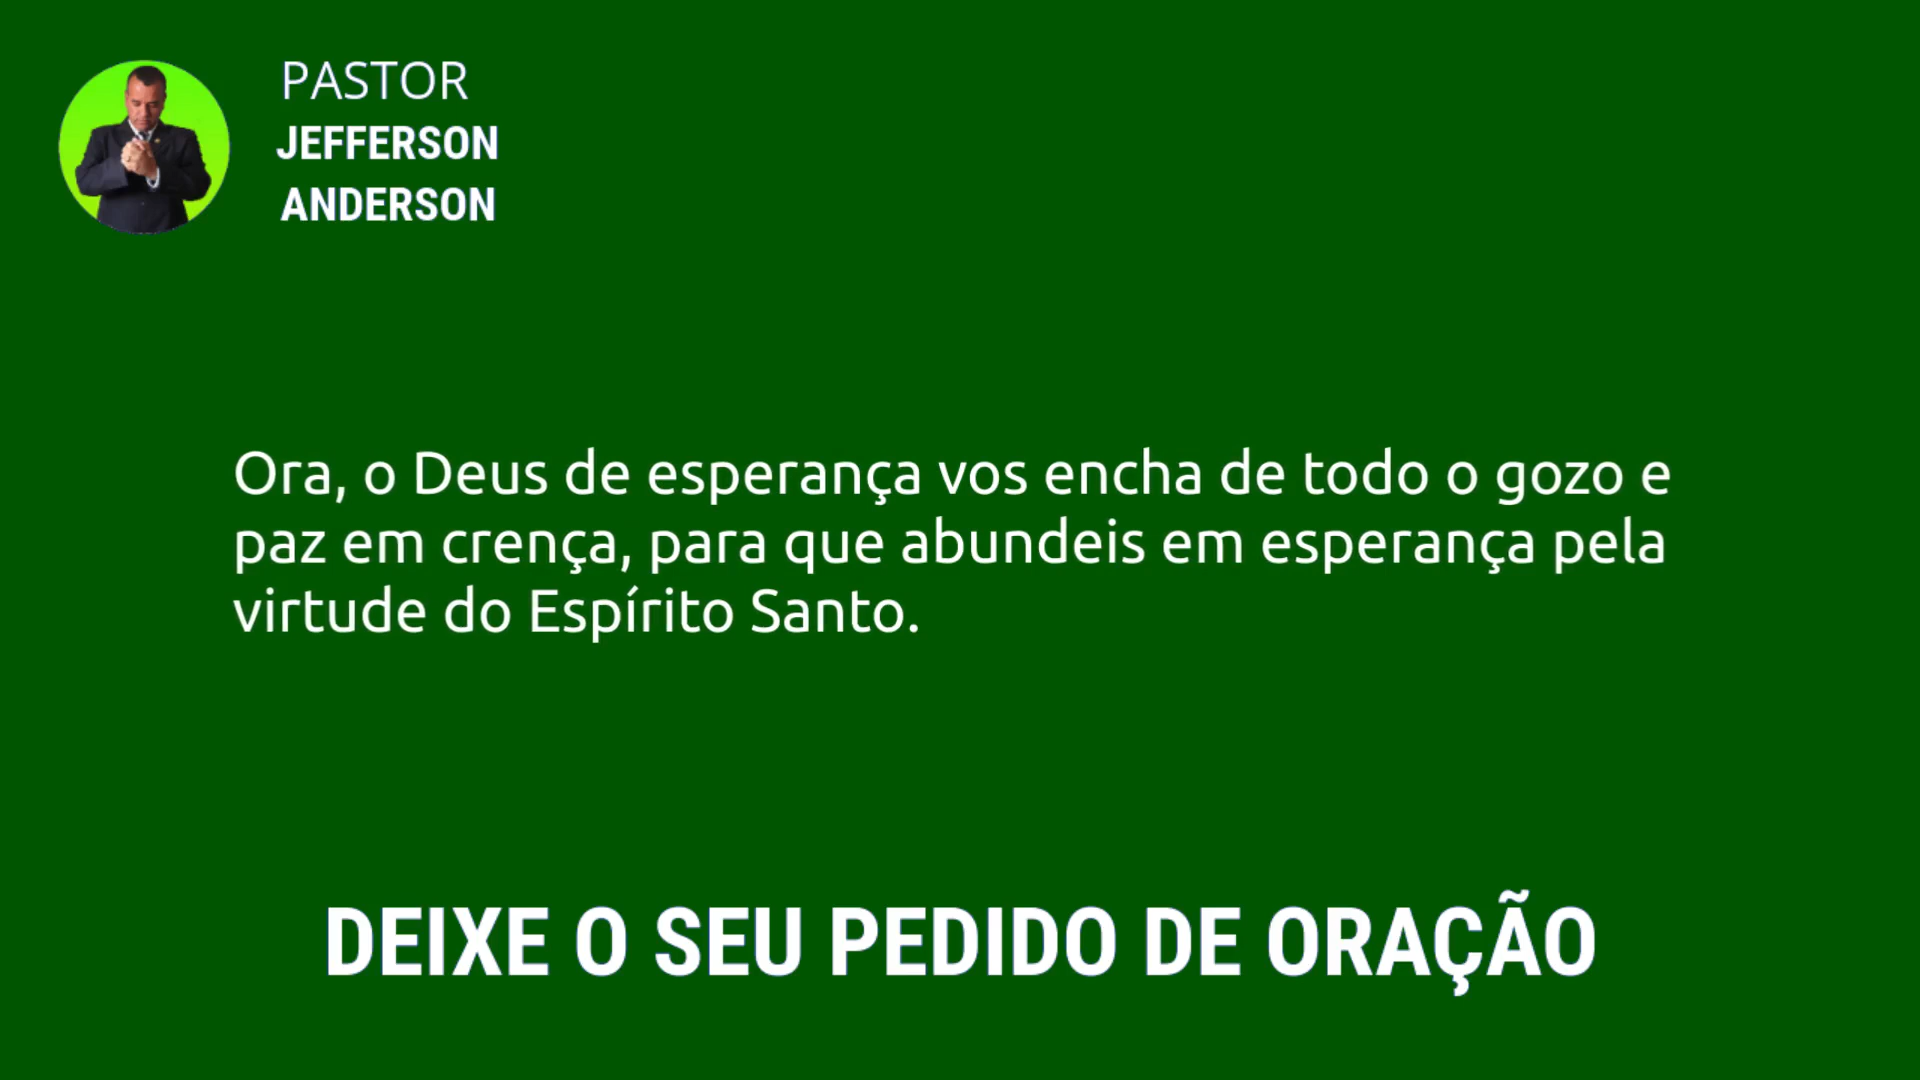 PASTOR
JEFFERSON
ANDERSON
Ora, o Deus de esperança vos encha de todo o gozo e
paz em crença, para que abundeis em esperança pela
virtude do Espírito Santo.
DEIXE O SEU PEDIDO DE ORAÇÃO